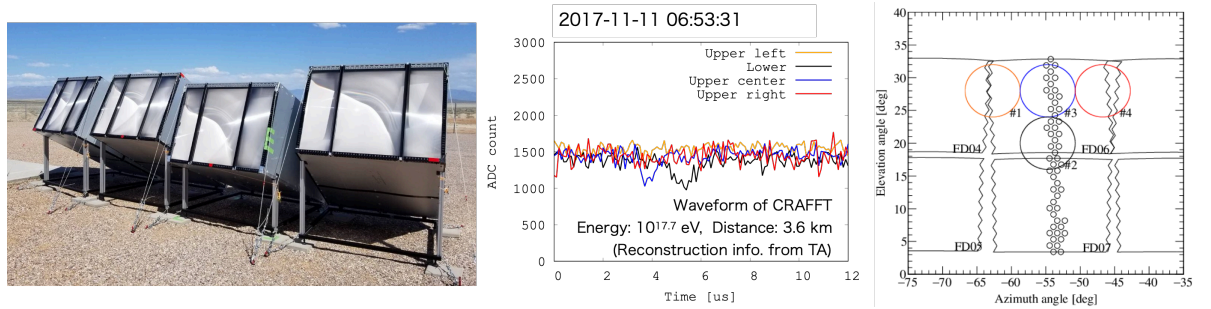 2017-11-11 06:53:31
3000
2500
2000
1500
1000
500
0
ADC count
Upper left
Lower
Upper center
Upper right
Waveform of CRAFFT
Energy: 10^17.7 eV, Distance: 3.6 km
(Reconstruction info. from TA)
0 2 4 6 8 10 12
Time [us]
40
35
30
25
20
15
10
5
0
Elevation angle [deg]
#1 #3 #4
FD04 FD06
#2
FD05 FD07
−75 −70 −65 −60 −55 −50 −45 −40 −35
Azimuth angle [deg]